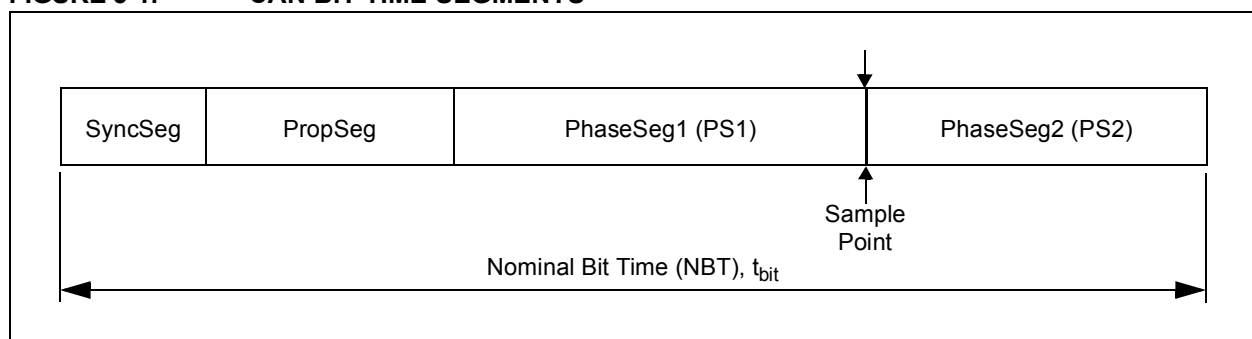 SyncSeg PropSeg PhaseSeg1 (PS1) PhaseSeg2 (PS2)
Sample
Point
Nominal Bit Time (NBT), tbit